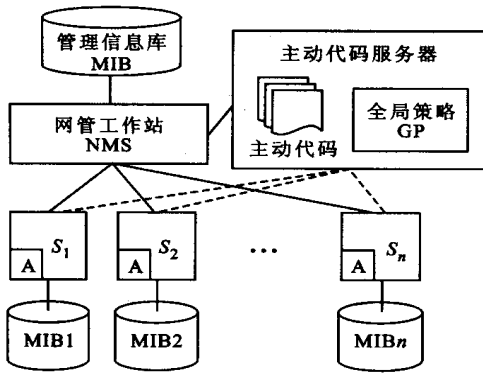 管理信息库
MIB
主动代码服务器
网管工作站
NMS
主动代码
全局策略
GP
A
S1
A
S2
...
A
Sn
MIB1
MIB2
MIBn